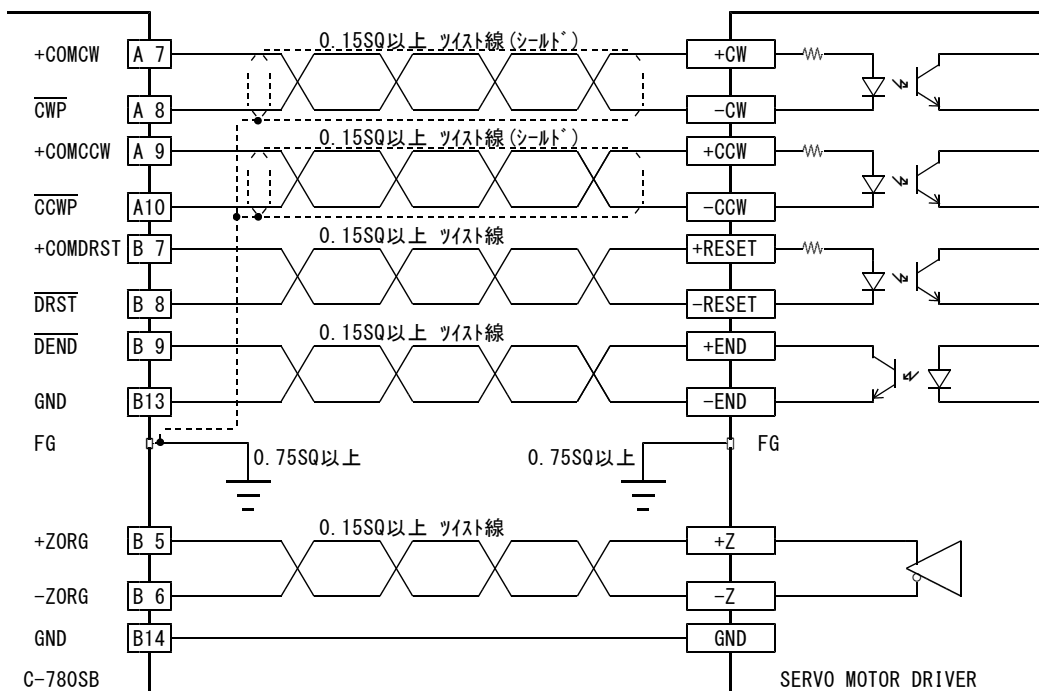 0.15SQ以上 ﾂｲｽﾄ線(ｼｰﾙﾄﾞ)
+COMCW A 7 +CW
CWP A 8 -CW
0.15SQ以上 ﾂｲｽﾄ線(ｼｰﾙﾄﾞ)
+COMCCW A 9 +CCW
CCWP A10 -CCW
0.15SQ以上 ﾂｲｽﾄ線
+COMDRST B 7 +RESET
DRST B 8 -RESET
0.15SQ以上 ﾂｲｽﾄ線
DEND B 9 +END
GND B13 -END
FG FG
0.75SQ以上 0.75SQ以上
0.15SQ以上 ﾂｲｽﾄ線
+ZORG B 5 +Z
-ZORG B 6 -Z
GND B14 GND
C-780SB SERVO MOTOR DRIVER